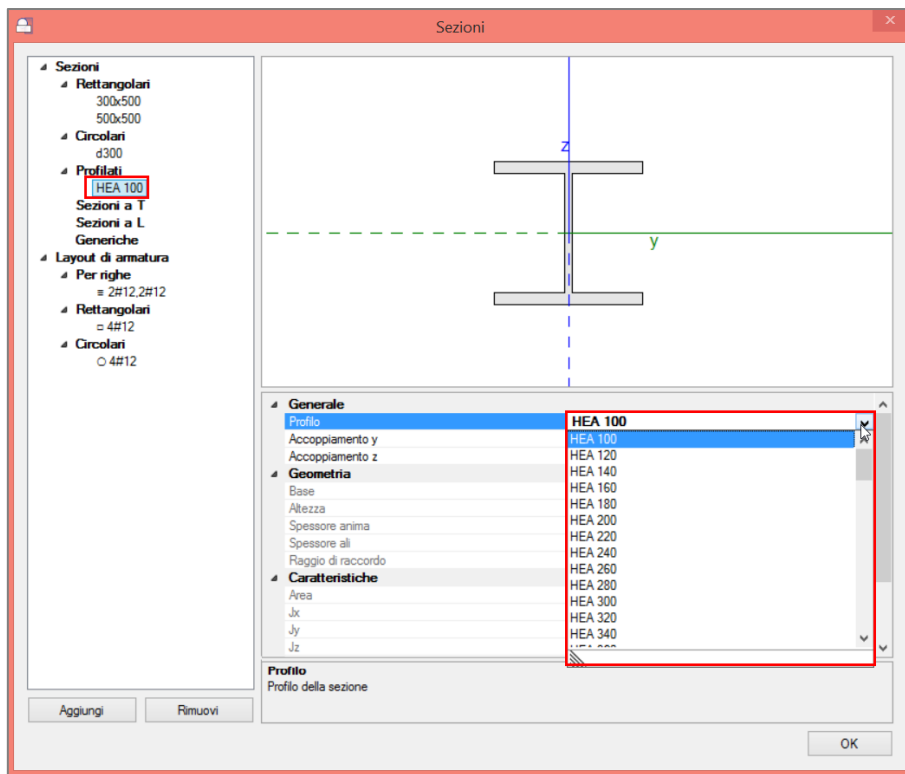 Sezioni
Sezioni
Rettangolari
300x500
500x500
Circolari
d300
Profilati
HEA 100
Sezioni a T
Sezioni a L
Generiche
Layout di armatura
Per righe
2#12,2#12
Rettangolari
4#12
Circolari
4#12
Aggiungi
Rimuovi
z
y
Generale
Profilo HEA 100
Accoppiamento y
Accoppiamento z
Geometria
Base
Altezza
Spessore anima
Spessore ali
Raggio di raccordo
Caratteristiche
Area
Jx
Jy
Jz
HEA 100
HEA 120
HEA 140
HEA 160
HEA 180
HEA 200
HEA 220
HEA 240
HEA 260
HEA 280
HEA 300
HEA 320
HEA 340
Profilo
Profilo della sezione
OK